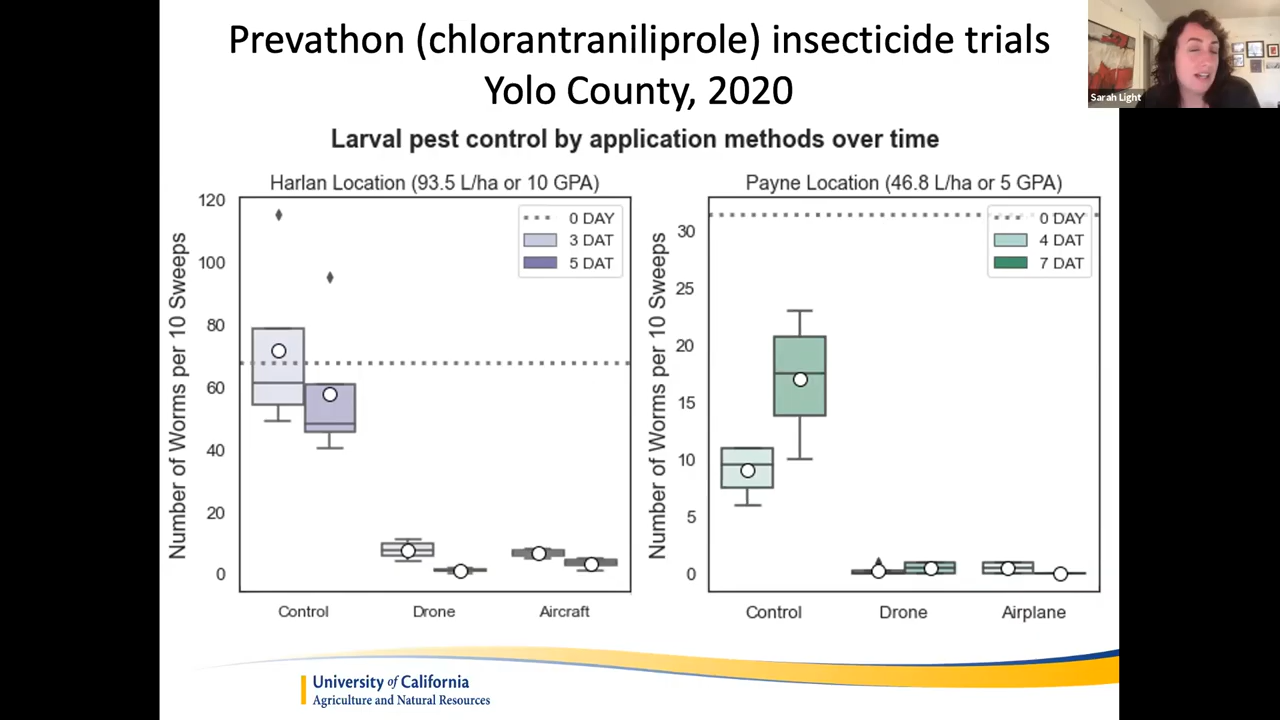 Prevathon (chlorantraniliprole) insecticide trials
Yolo County, 2020
Sarah Light
Larval pest control by application methods over time
Harlan Location (93.5 L/ha or 10 GPA)
Number of Worms per 10 Sweeps
120
100
80
60
40
20
0
0 DAY
3 DAT
5 DAT
Control
Drone
Aircraft
Payne Location (46.8 L/ha or 5 GPA)
Number of Worms per 10 Sweeps
30
25
20
15
10
5
0
0 DAY
4 DAT
7 DAT
Control
Drone
Airplane
University of California
Agriculture and Natural Resources